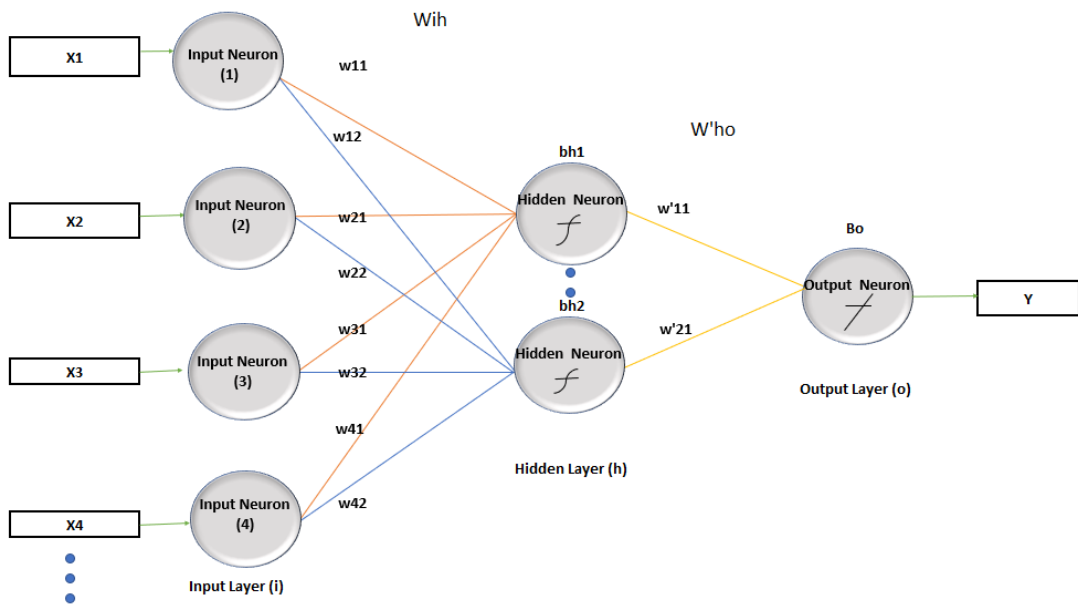 Wih
X1
Input Neuron
(1)
w11
w12
W'ho
bh1
X2
Input Neuron
(2)
w21
w22
Hidden Neuron
w'11
Bo
Output Neuron
Y
bh2
X3
Input Neuron
(3)
w31
w32
Hidden Neuron
w'21
Output Layer (o)
w41
Hidden Layer (h)
X4
Input Neuron
(4)
w42
Input Layer (i)